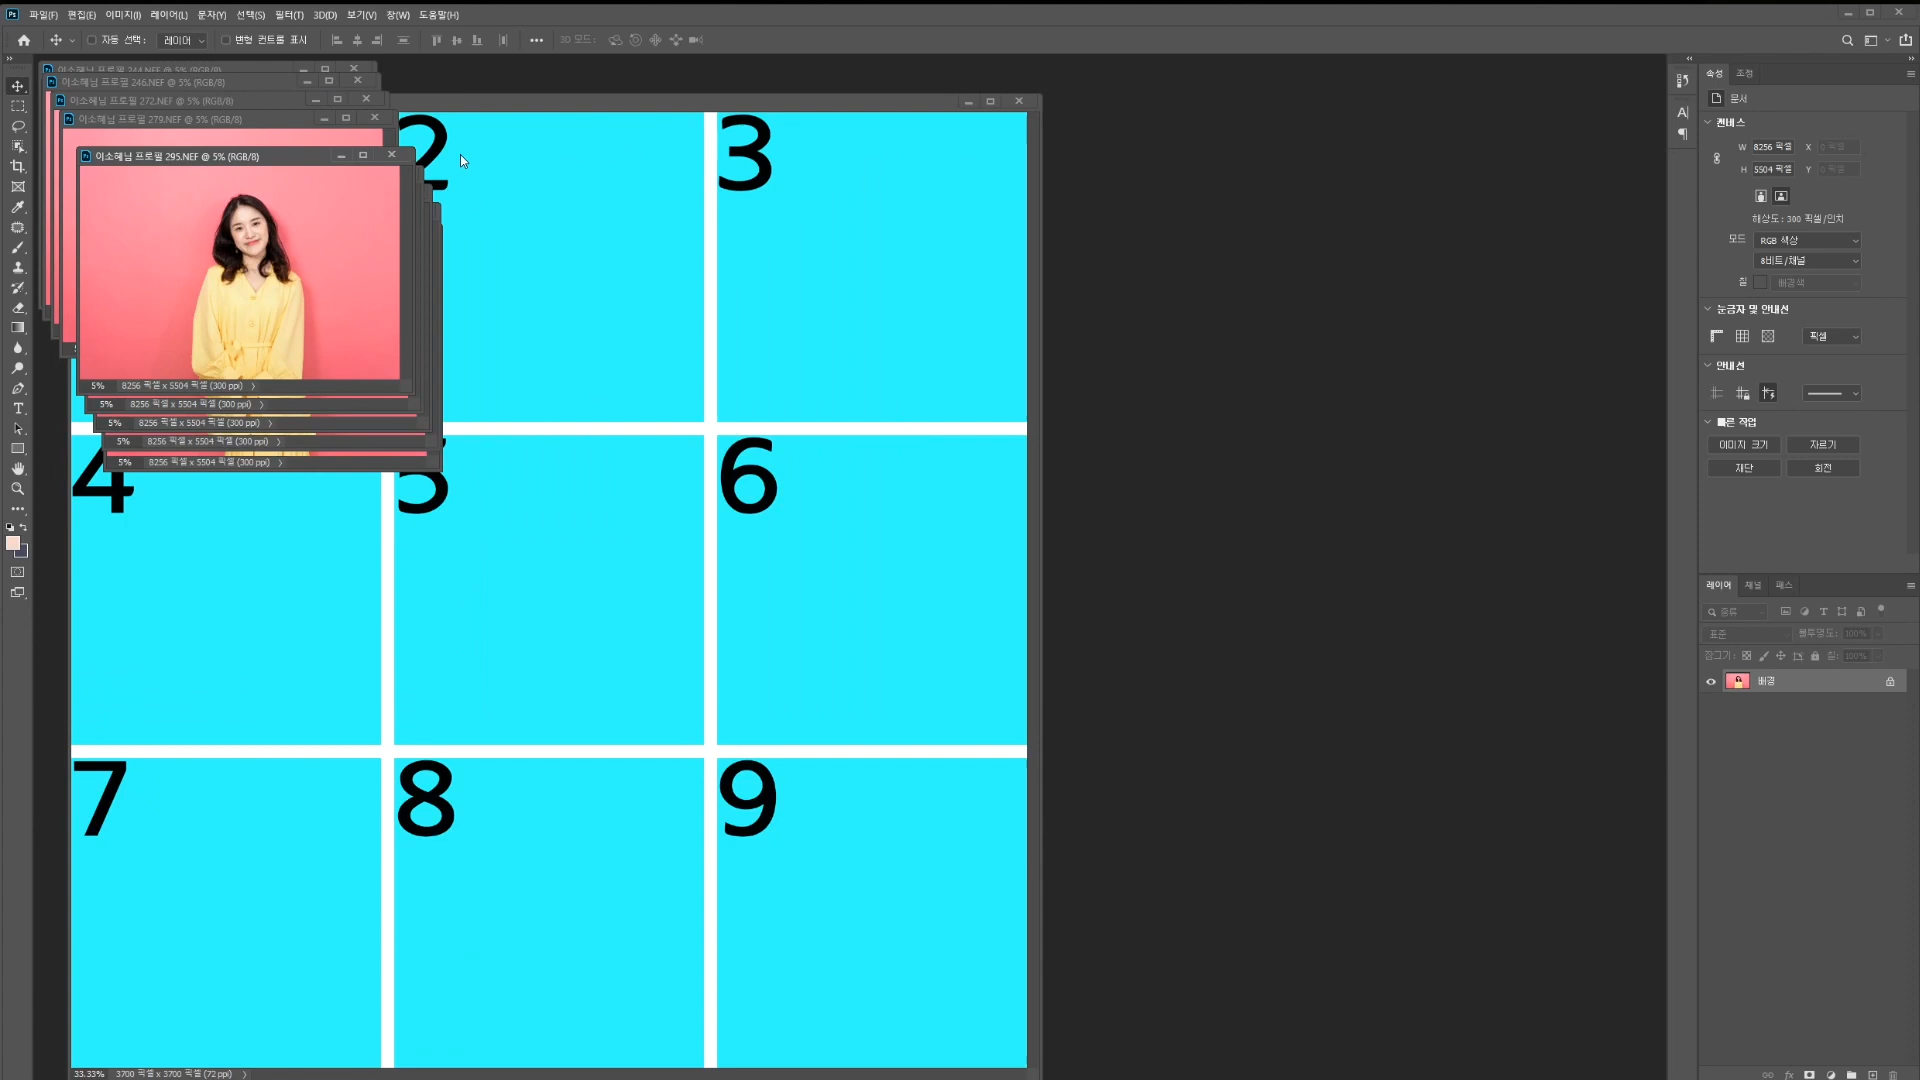 Ps 파일(F) 편집(E) 이미지(I) 레이어(L) 문자(Y) 선택(S) 필터(T) 3D(D) 보기(V) 창(W) 도움말(H)
자동 선택: 레이어 변형 컨트롤 표시 3D 모드:
이소혜님 프로필 244.NEF @ 5% (RGB/8)
이소혜님 프로필 246.NEF @ 5% (RGB/8)
이소혜님 프로필 272.NEF @ 5% (RGB/8)
이소혜님 프로필 279.NEF @ 5% (RGB/8)
이소혜님 프로필 295.NEF @ 5% (RGB/8)
5% 8256 픽셀 x 5504 픽셀 (300 ppi)
5% 8256 픽셀 x 5504 픽셀 (300 ppi)
5% 8256 픽셀 x 5504 픽셀 (300 ppi)
5% 8256 픽셀 x 5504 픽셀 (300 ppi)
5% 8256 픽셀 x 5504 픽셀 (300 ppi)
2 3
4 5 6
7 8 9
33.33% 3700 픽셀 x 3700 픽셀 (72 ppi)
속성 조정
문서
캔버스
W 8256 픽셀 X 0 픽셀
H 5504 픽셀 Y 0 픽셀
해상도: 300 픽셀/인치
모드 RGB 색상
8비트/채널
칠 배경색
눈금자 및 안내선
픽셀
안내선
빠른 작업
이미지 크기 자르기
재단 회전
레이어 채널 패스
종류
표준 불투명도: 100%
잠그기: 칠: 100%
배경